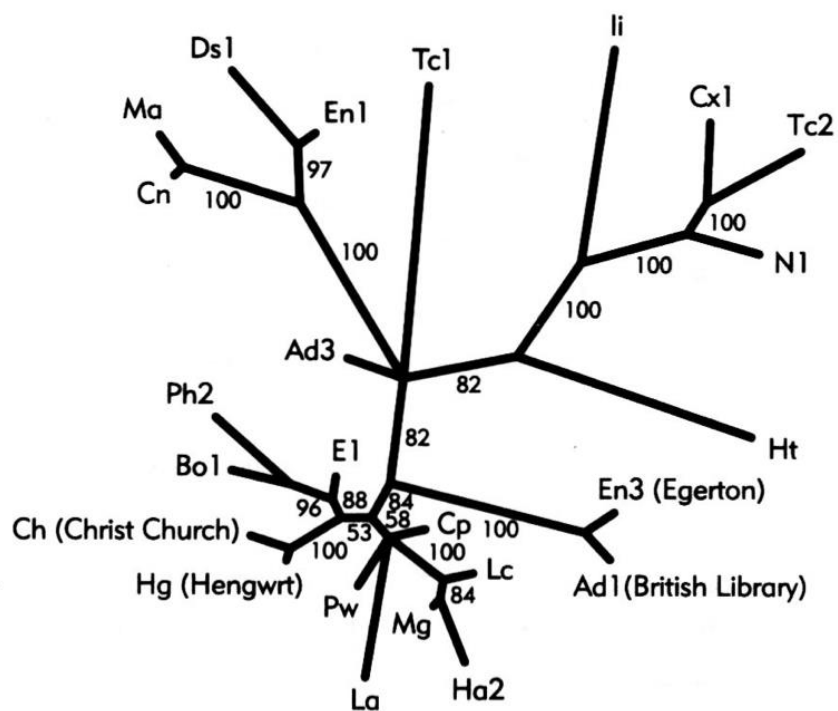 Ii
Ds1
Tc1
Cx1
Ma
En1
Tc2
97
Cn
100
100
N1
100
100
100
Ad3
82
Ph2
82
Ht
E1
Bo1
84
En3 (Egerton)
96
88
58
Cp
100
Ch (Christ Church)
53
100
100
Lc
Hg (Hengwrt)
84
Ad1(British Library)
Pw
Mg
La
Ha2